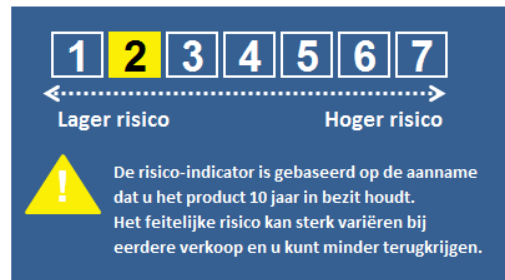 1 2 3 4 5 6 7
Lager risico Hoger risico
! De risico-indicator is gebaseerd op de aanname
dat u het product 10 jaar in bezit houdt.
Het feitelijke risico kan sterk variëren bij
eerdere verkoop en u kunt minder terugkrijgen.